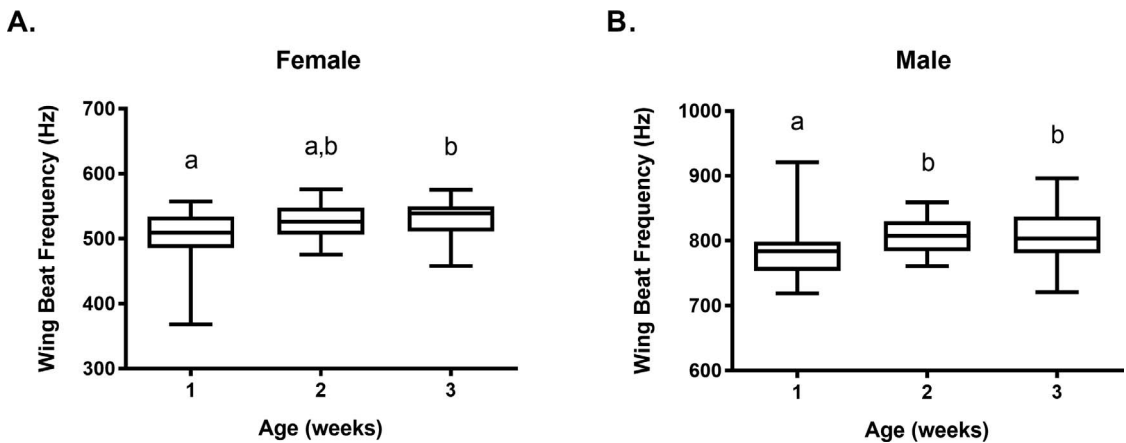 A.
Female
Wing Beat Frequency (Hz)
700
600
500
400
300
a
a,b
b
1
2
3
Age (weeks)
B.
Male
Wing Beat Frequency (Hz)
1000
900
800
700
600
a
b
b
1
2
3
Age (weeks)